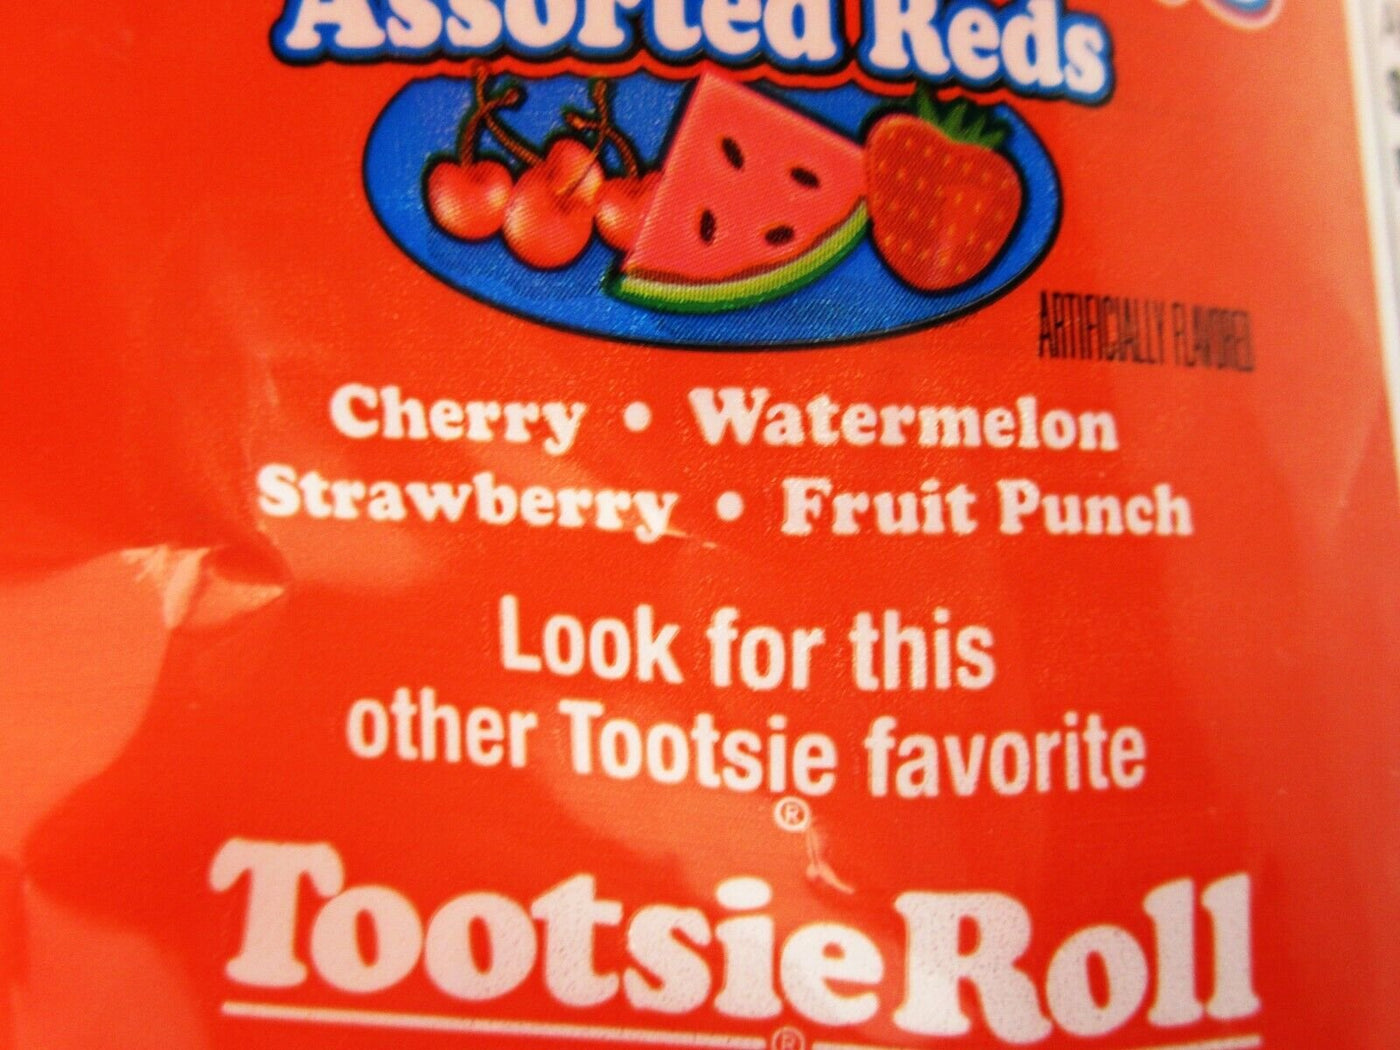 Assorted Reds
ARTIFICIALLY FLAVORED
Cherry • Watermelon
Strawberry • Fruit Punch
Look for this
other Tootsie favorite
®
Tootsie Roll
®